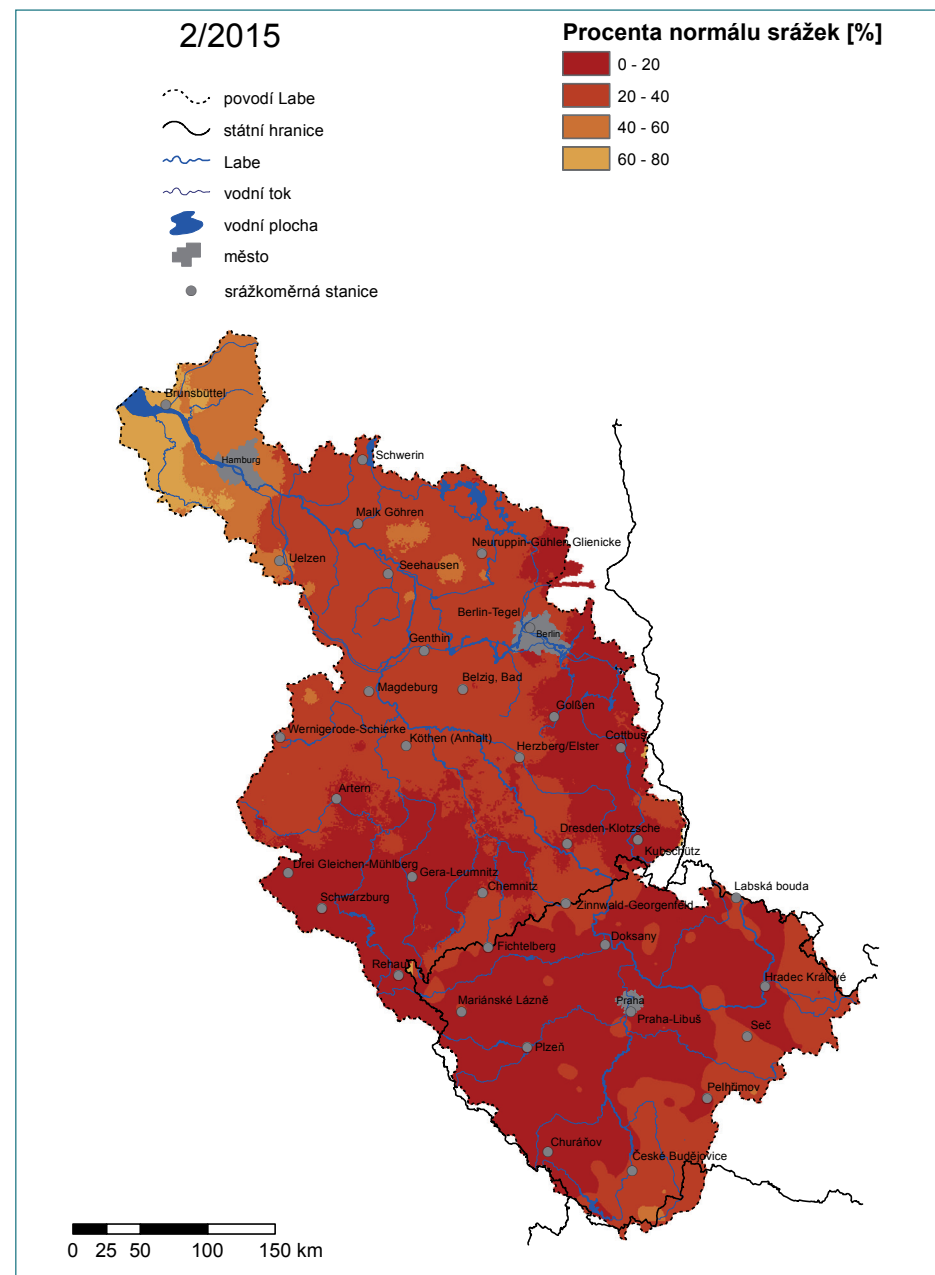 2/2015
Procenta normálu srážek [%]
0 - 20
20 - 40
40 - 60
60 - 80
povodí Labe
státní hranice
Labe
vodní tok
vodní plocha
město
srážkoměrná stanice
Brunsbüttel
Hamburg
Schwerin
Malk Göhren
Neuruppin-Gühlen Glienicke
Uelzen
Seehausen
Berlin-Tegel
Berlin
Genthin
Belzig, Bad
Magdeburg
Golßen
Wernigerode-Schierke
Köthen (Anhalt)
Cottbus
Herzberg/Elster
Artern
Dresden-Klotzsche
Kubschütz
Drei Gleichen-Mühlberg
Gera-Leumnitz
Chemnitz
Labská bouda
Schwarzburg
Zinnwald-Georgenfeld
Fichtelberg
Doksany
Rehau
Hradec Králové
Mariánské Lázně
Praha
Praha-Libuš
Seč
Plzeň
Pelhřimov
Churáňov
České Budějovice
0 25 50 100 150 km